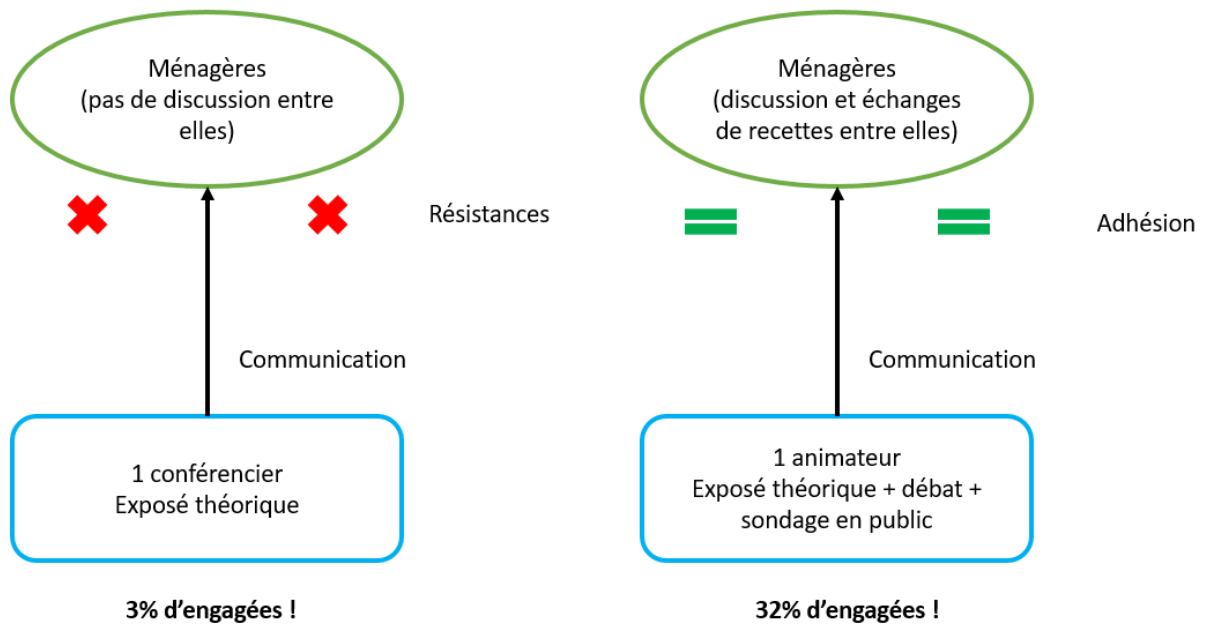 Ménagères
(pas de discussion entre
elles)
Résistances
Communication
1 conférencier
Exposé théorique
3% d’engagées !
Ménagères
(discussion et échanges
de recettes entre elles)
Adhésion
Communication
1 animateur
Exposé théorique + débat +
sondage en public
32% d’engagées !